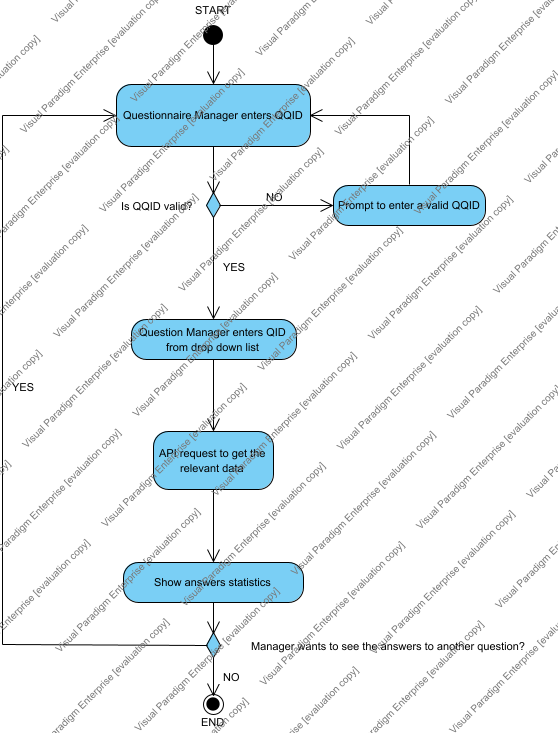 START
Questionnaire Manager enters QQID
Is QQID valid?
NO
Prompt to enter a valid QQID
YES
Question Manager enters QID
from drop down list
YES
API request to get the
relevant data
Show answers statistics
Manager wants to see the answers to another question?
NO
END
Visual Paradigm Enterprise [evaluation copy]